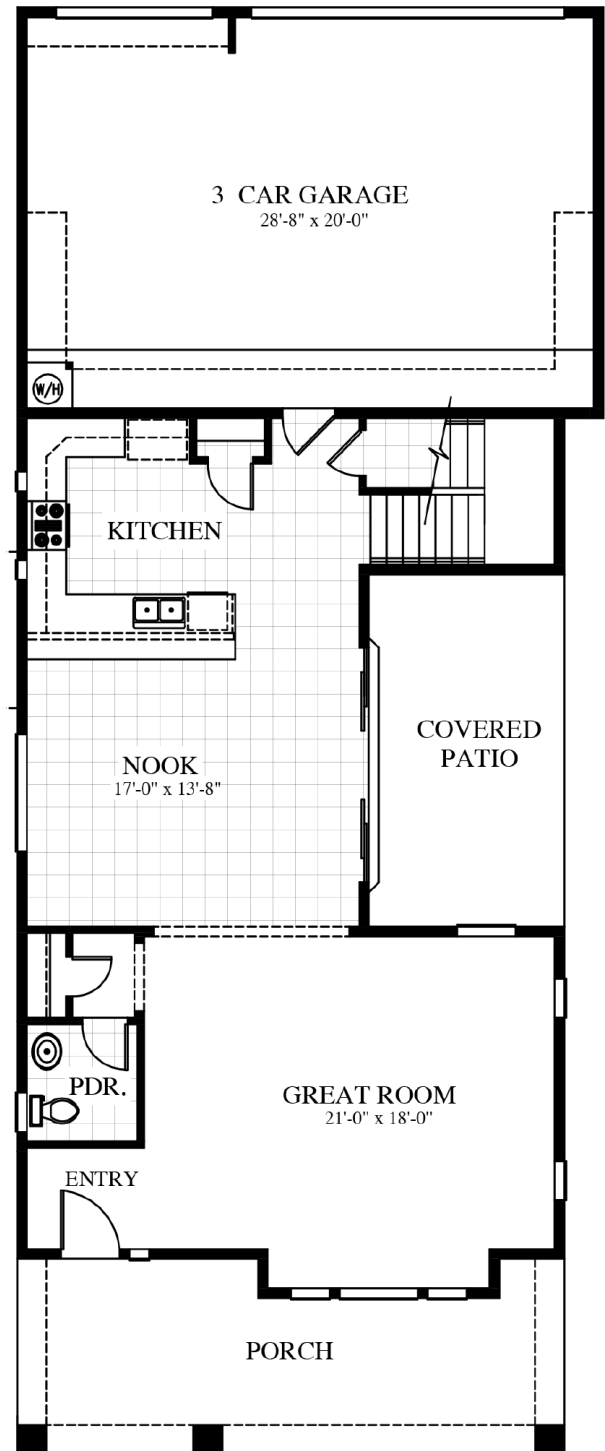 3 CAR GARAGE
28'-8" x 20'-0"
W/H
KITCHEN
COVERED
PATIO
NOOK
17'-0" x 13'-8"
PDR.
GREAT ROOM
21'-0" x 18'-0"
ENTRY
PORCH